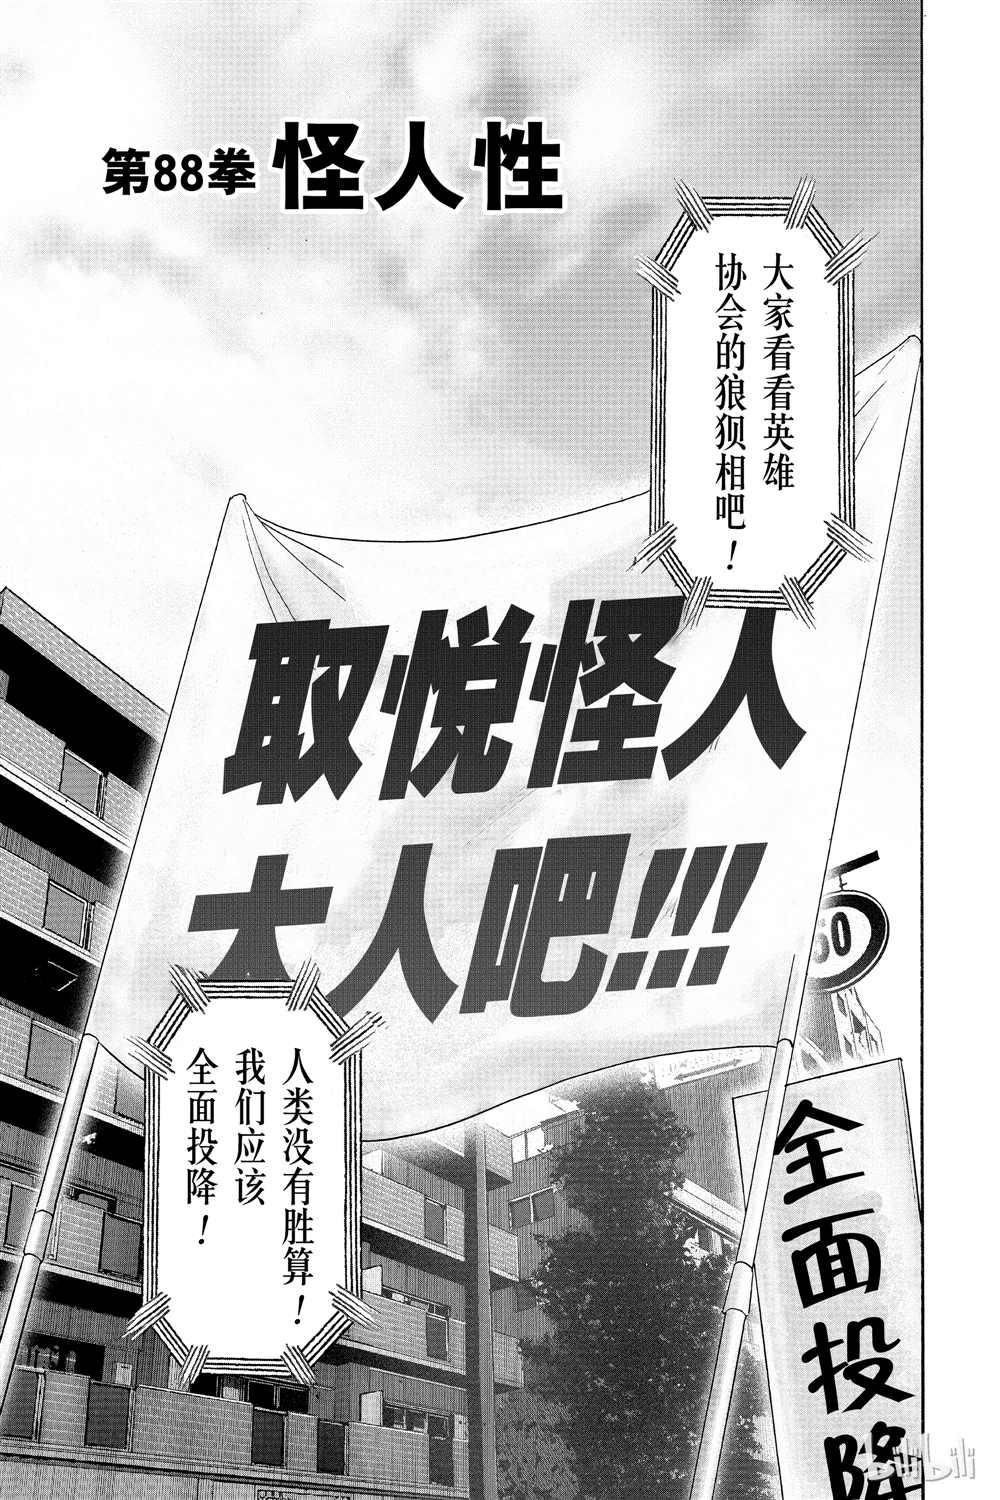 第88拳 怪人性
大家看看英雄
协会的狼狈相吧！
取悦怪人
大人吧!!!
60
人类没有胜算！
我们应该
全面投降！
全面投降
bilibili